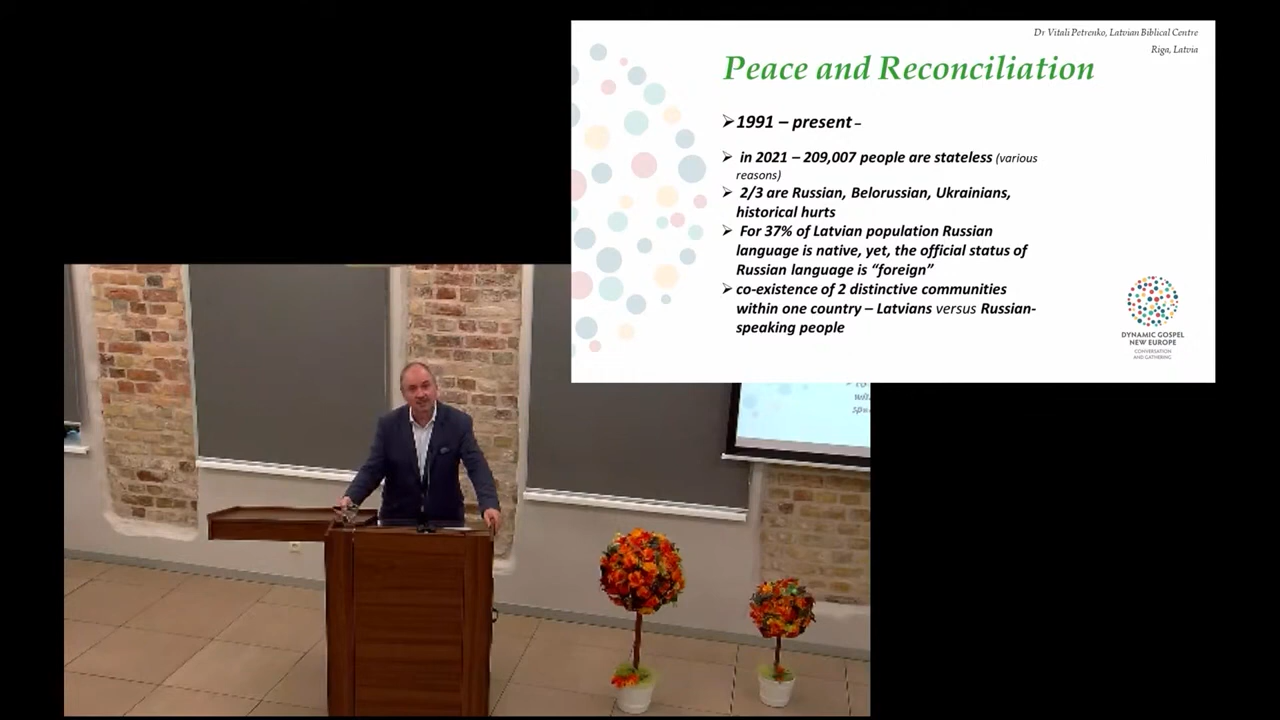 Dr Vitali Petrenko, Latvian Biblical Centre
Riga, Latvia
Peace and Reconciliation
➢1991 – present –
➢ in 2021 – 209,007 people are stateless (various
reasons)
➢ 2/3 are Russian, Belorussian, Ukrainians,
historical hurts
➢ For 37% of Latvian population Russian
language is native, yet, the official status of
Russian language is “foreign”
➢co-existence of 2 distinctive communities
within one country – Latvians versus Russian-
speaking people
DYNAMIC GOSPEL
NEW EUROPE
CONVERSATION
AND GATHERING